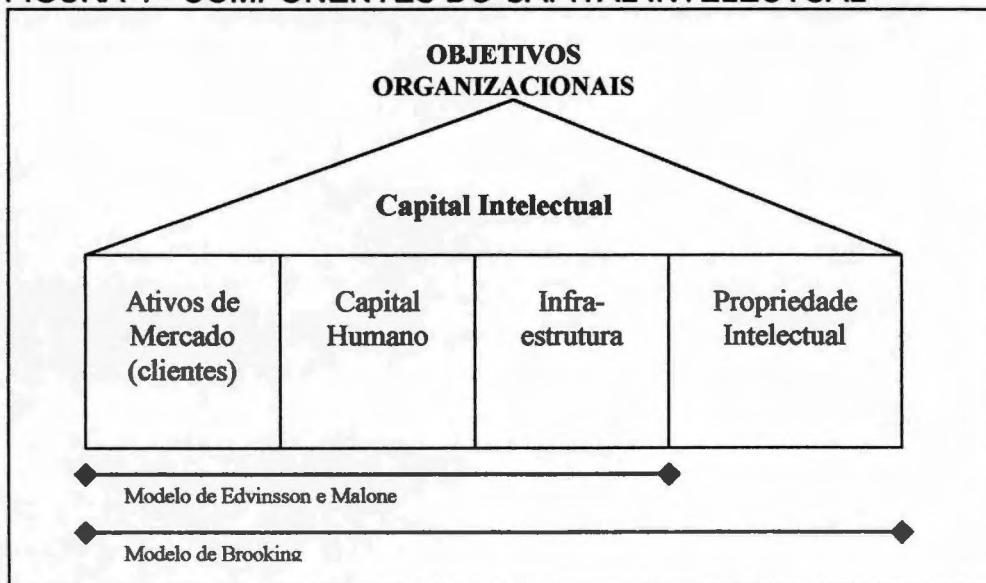 OBJETIVOS
ORGANIZACIONAIS
Capital Intelectual
Ativos de
Mercado
(clientes)
Capital
Humano
Infra-
estrutura
Propriedade
Intelectual
Modelo de Edvinsson e Malone
Modelo de Brooking